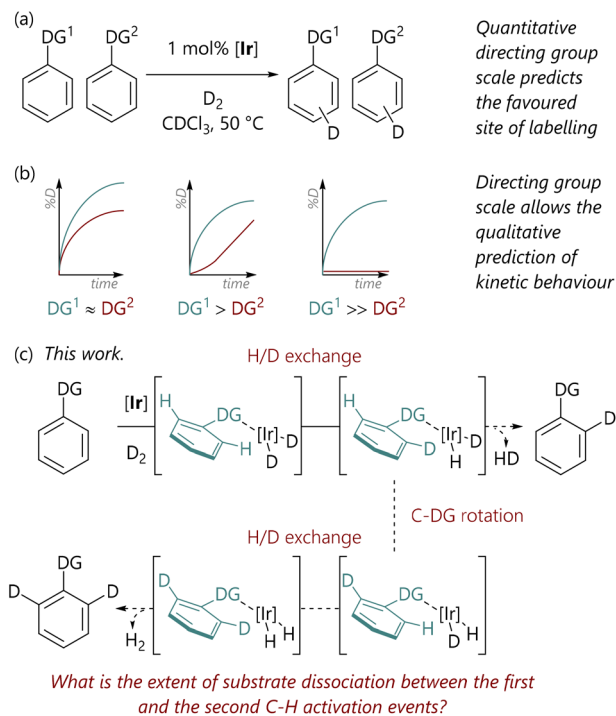 (a)
DG¹ DG²
1 mol% [Ir]
D₂
CDCl₃, 50 °C
DG¹ DG²
D D
Quantitative
directing group
scale predicts
the favoured
site of labelling
(b)
%D
time
DG¹ ≈ DG²
%D
time
DG¹ > DG²
%D
time
DG¹ >> DG²
Directing group
scale allows the
qualitative
prediction of
kinetic behaviour
(c) This work.
H/D exchange
DG
[Ir]
D₂
H
DG
[Ir]
D
H
D
H
DG
[Ir]
D
D
H
HD
DG
D
C-DG rotation
H/D exchange
DG
D D
H₂
D
DG
[Ir]
H
D
H
D
DG
[Ir]
H
H
D
What is the extent of substrate dissociation between the first
and the second C-H activation events?